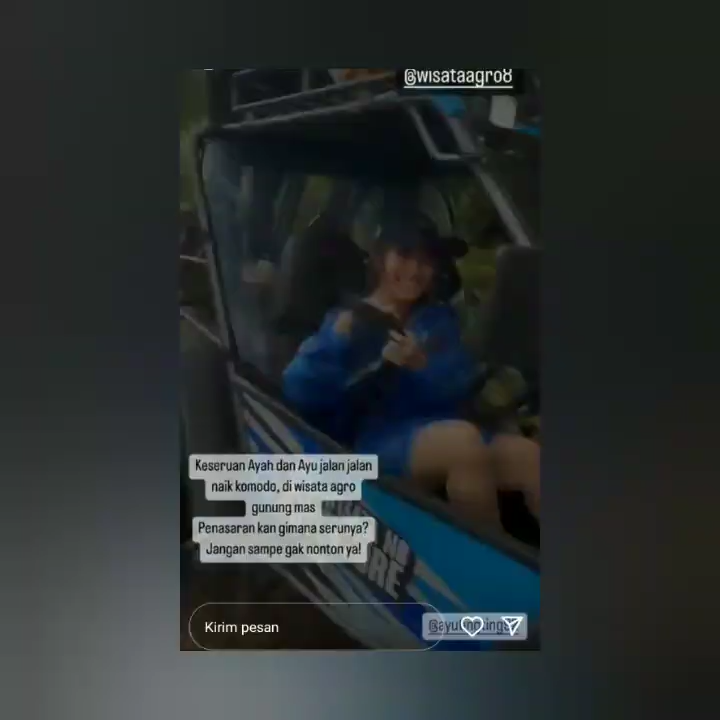 @wisataagro8
Keseruan Ayah dan Ayu jalan jalan
naik komodo, di wisata agro
gunung mas
Penasaran kan gimana serunya?
Jangan sampe gak nonton ya!
Kirim pesan